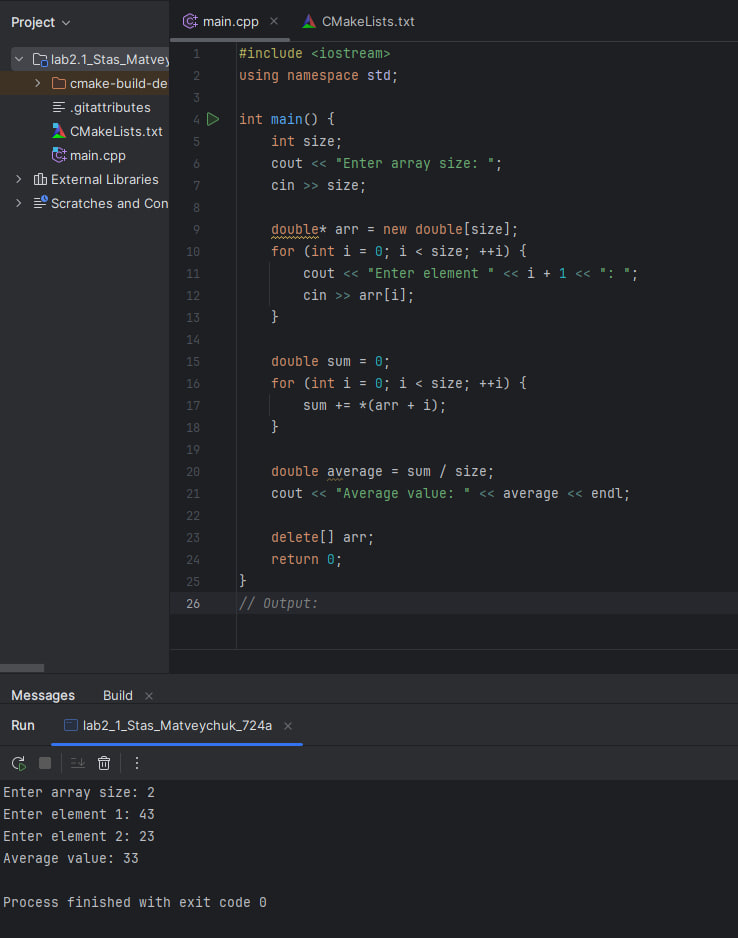 Project
main.cpp
CMakeLists.txt
lab2.1_Stas_Matvey
cmake-build-de
.gitattributes
CMakeLists.txt
main.cpp
External Libraries
Scratches and Con
1 #include <iostream>
2 using namespace std;
3
4 int main() {
5     int size;
6     cout << "Enter array size: ";
7     cin >> size;
8
9     double* arr = new double[size];
10     for (int i = 0; i < size; ++i) {
11         cout << "Enter element " << i + 1 << ": ";
12         cin >> arr[i];
13     }
14
15     double sum = 0;
16     for (int i = 0; i < size; ++i) {
17         sum += *(arr + i);
18     }
19
20     double average = sum / size;
21     cout << "Average value: " << average << endl;
22
23     delete[] arr;
24     return 0;
25 }
26 // Output:
Messages Build
Run lab2_1_Stas_Matveychuk_724a
Enter array size: 2
Enter element 1: 43
Enter element 2: 23
Average value: 33
Process finished with exit code 0